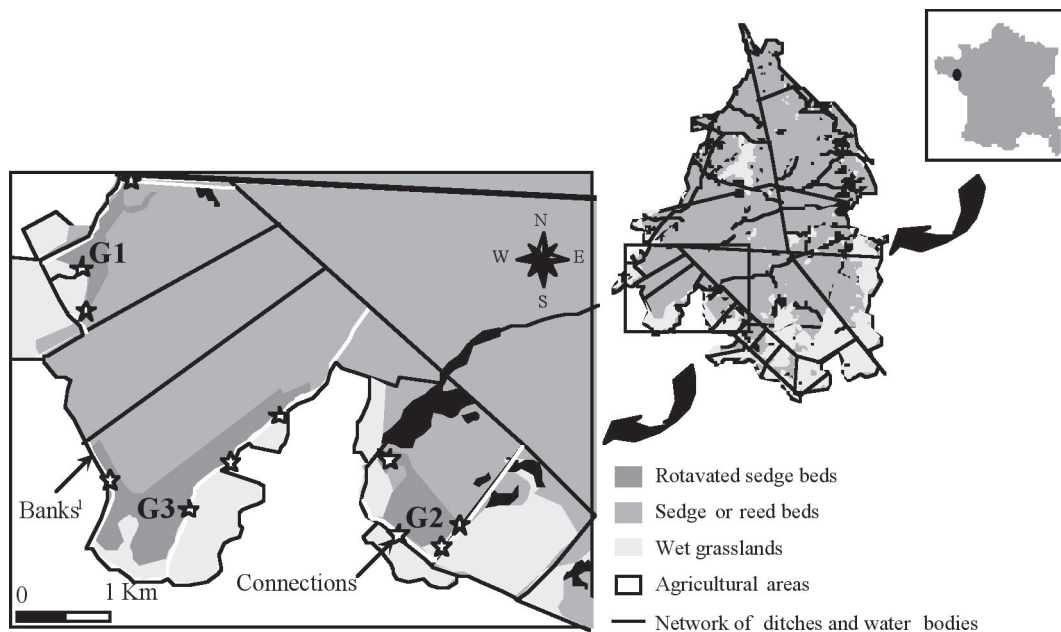 G1
N
W E
S
G3
G2
Banks1
Connections
0 1 Km
Rotavated sedge beds
Sedge or reed beds
Wet grasslands
Agricultural areas
Network of ditches and water bodies